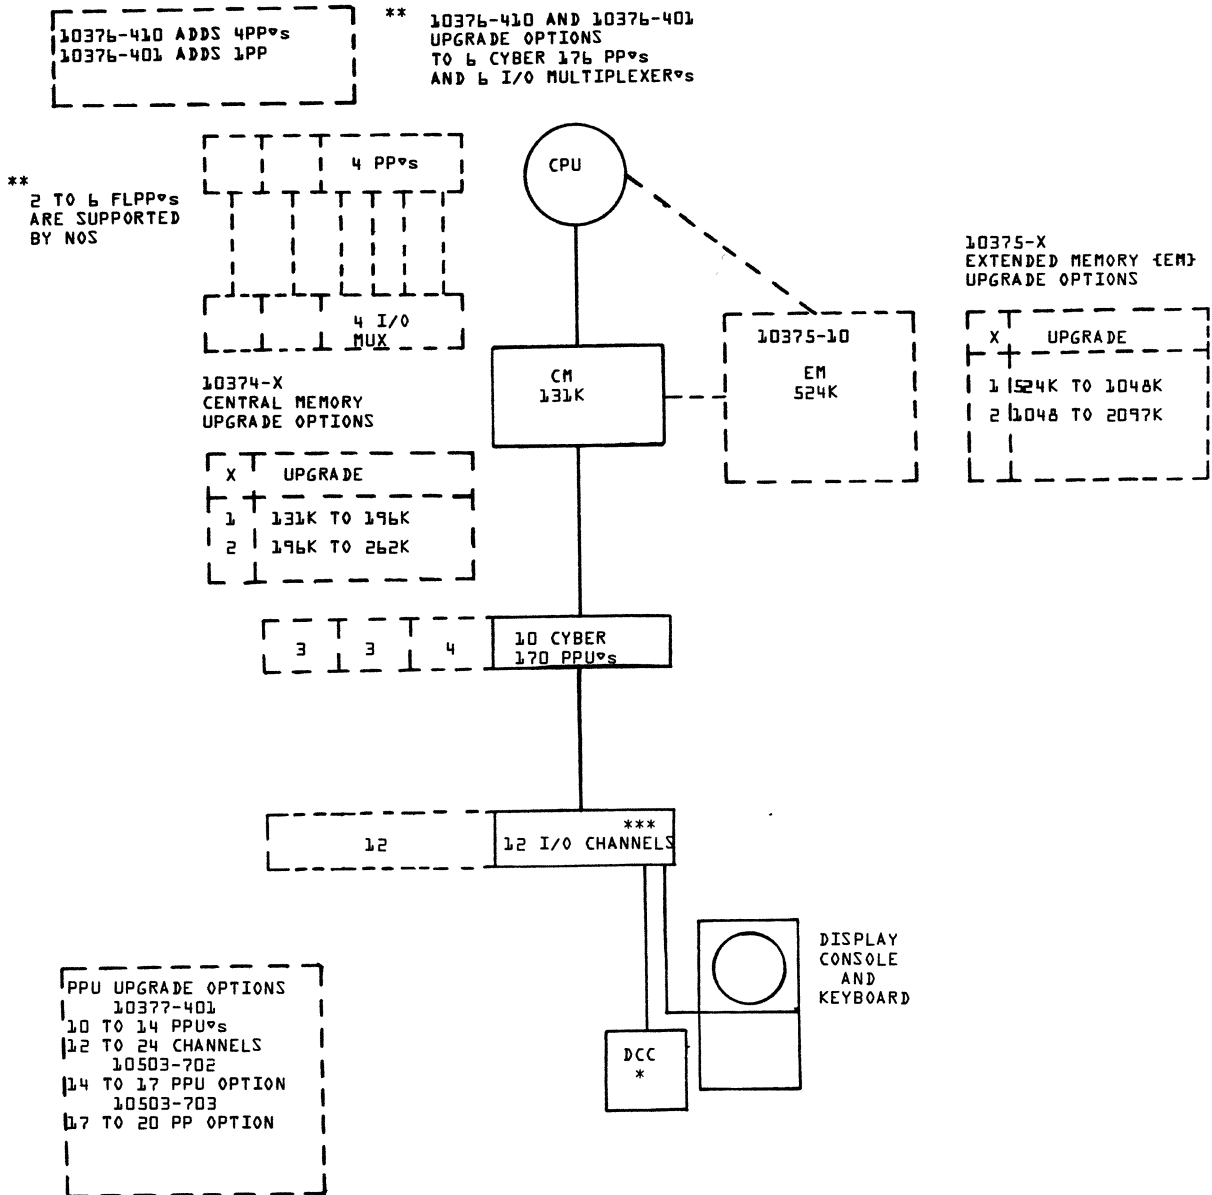 10376-410 ADDS 4PP▿s
10376-401 ADDS 1PP
** 10376-410 AND 10376-401
UPGRADE OPTIONS
TO 6 CYBER 176 PP▿s
AND 6 I/O MULTIPLEXER▿s
4 PP▿s
CPU
**
2 TO 6 FLPP▿s
ARE SUPPORTED
BY NOS
4 I/O
MUX
10375-X
EXTENDED MEMORY {EM}
UPGRADE OPTIONS
X UPGRADE
1 524K TO 1048K
2 1048 TO 2097K
10375-10
EM
524K
CM
131K
10374-X
CENTRAL MEMORY
UPGRADE OPTIONS
X UPGRADE
1 131K TO 196K
2 196K TO 262K
3 3 4
10 CYBER
170 PPU▿s
12
***
12 I/O CHANNELS
DISPLAY
CONSOLE
AND
KEYBOARD
DCC
*
PPU UPGRADE OPTIONS
10377-401
10 TO 14 PPU▿s
12 TO 24 CHANNELS
10503-702
14 TO 17 PPU OPTION
10503-703
17 TO 20 PP OPTION